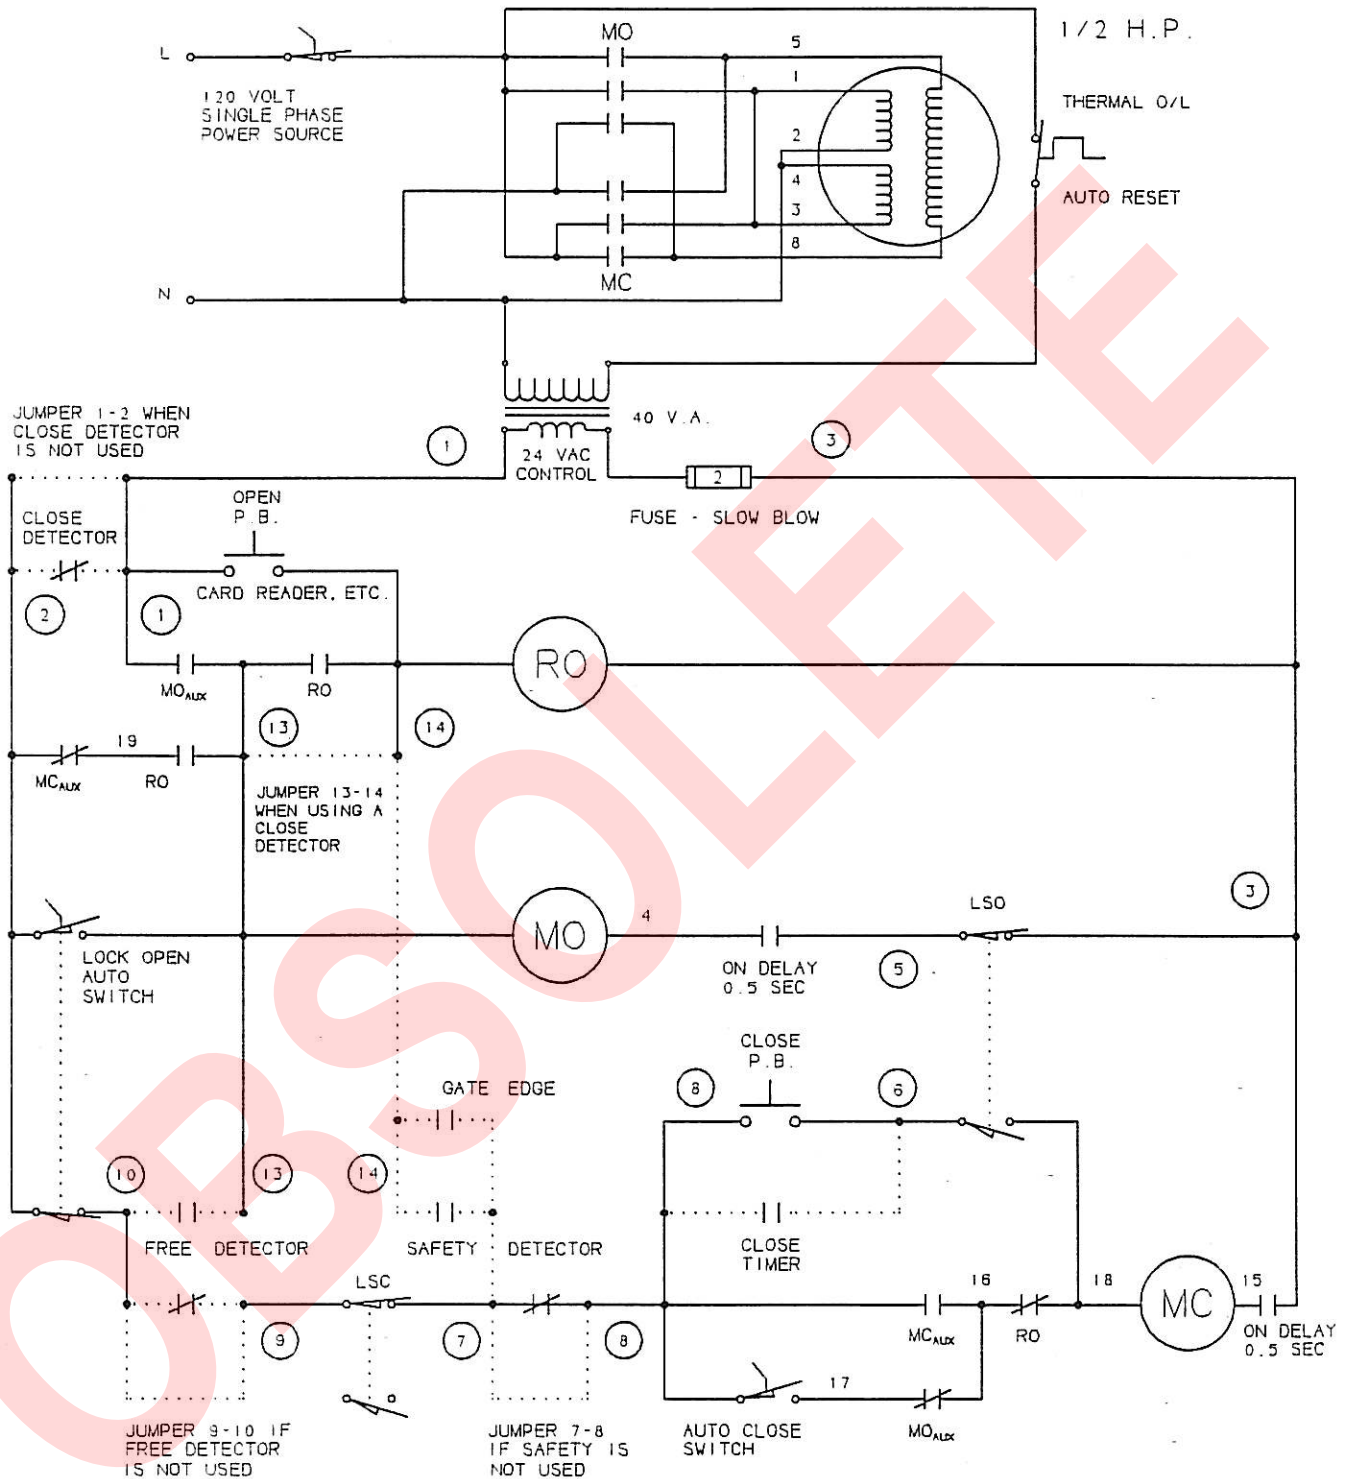 1/2 H.P.
MO
5
L
1
120 VOLT
SINGLE PHASE
POWER SOURCE
THERMAL O/L
2
4
AUTO RESET
3
8
MC
N
JUMPER 1-2 WHEN
CLOSE DETECTOR
IS NOT USED
40 V.A.
1
3
24 VAC
CONTROL
2
FUSE - SLOW BLOW
OPEN
P.B.
CLOSE
DETECTOR
CARD READER, ETC.
2
1
RO
MOAUX
RO
13
14
19
MCAUX
RO
JUMPER 13-14
WHEN USING A
CLOSE
DETECTOR
3
LSO
4
MO
LOCK OPEN
AUTO
SWITCH
ON DELAY
0.5 SEC
5
CLOSE
P.B.
GATE EDGE
8
6
10
13
14
FREE DETECTOR
SAFETY DETECTOR
CLOSE
TIMER
LSC
16
18
MC
15
9
7
8
MCAUX
RO
ON DELAY
0.5 SEC
17
JUMPER 9-10 IF
FREE DETECTOR
IS NOT USED
JUMPER 7-8
IF SAFETY IS
NOT USED
AUTO CLOSE
SWITCH
MOAUX
OBSOLETE